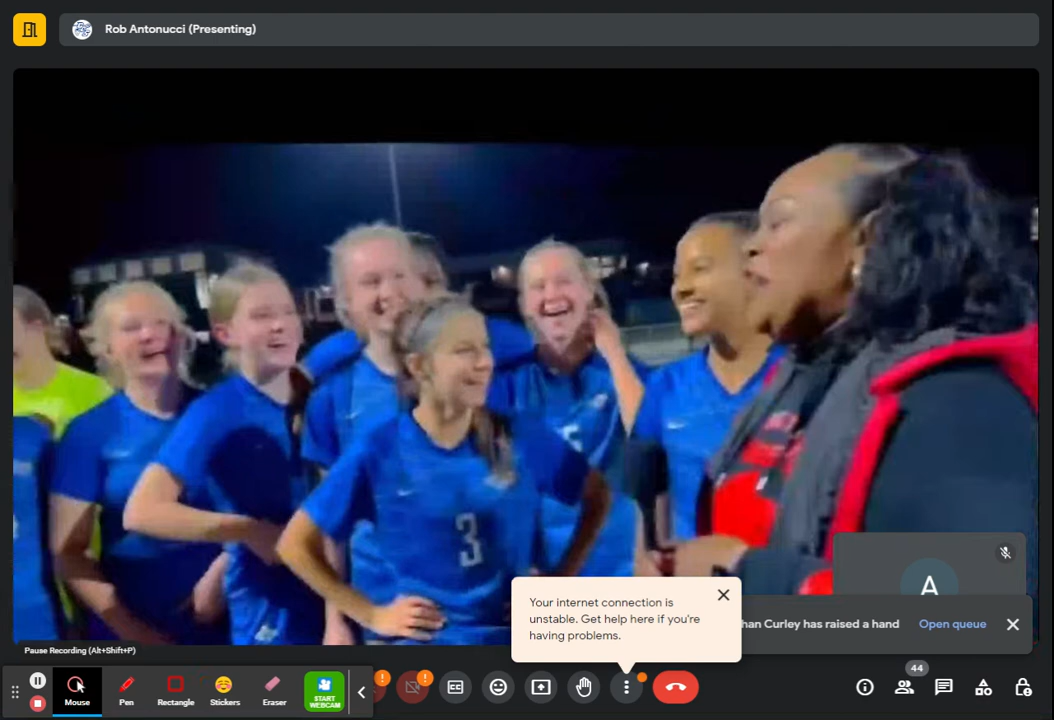 Rob Antonucci (Presenting)
3
A
Your internet connection is
unstable. Get help here if you're
having problems.
han Curley has raised a hand
Open queue
Pause Recording (Alt+Shift+P)
44
Mouse
Pen
Rectangle
Stickers
Eraser
START
WEBCAM
CC